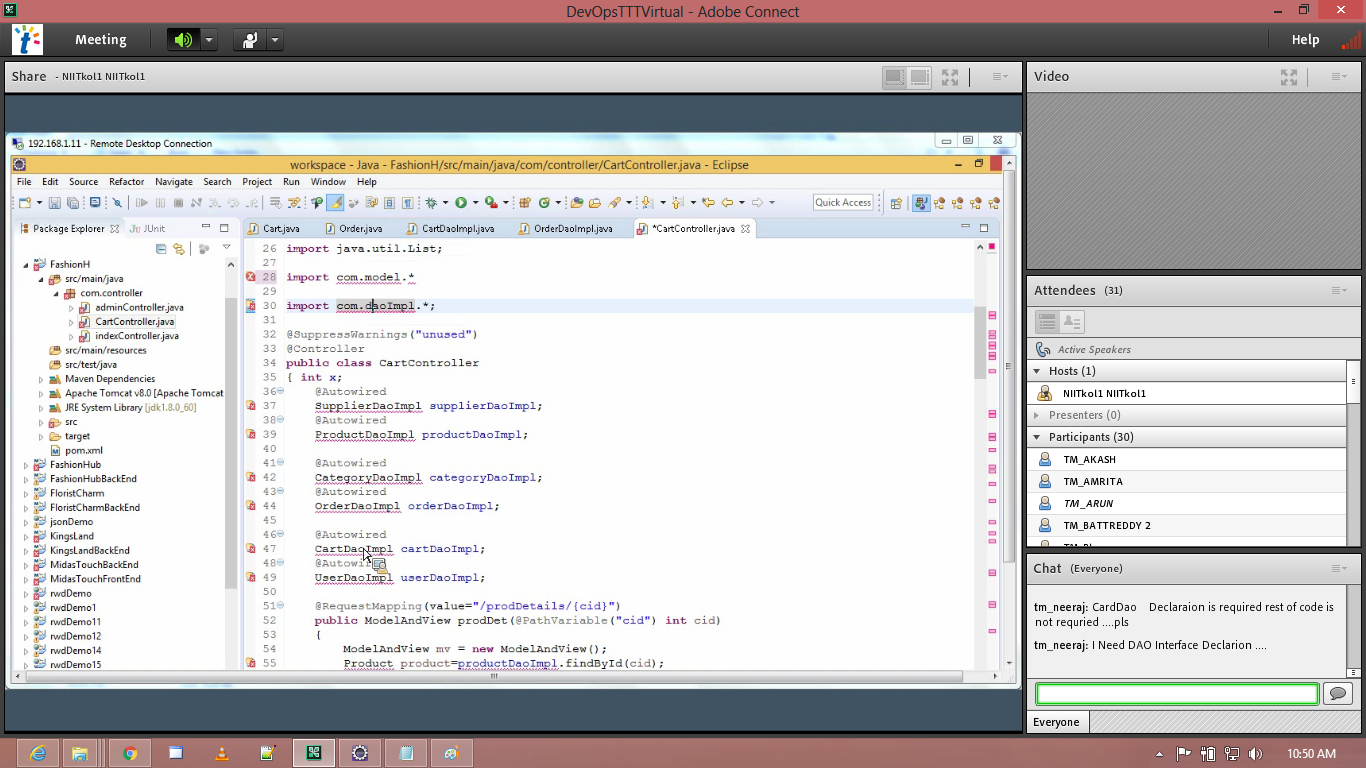 DevOpsTTTVirtual - Adobe Connect
Meeting
Help
Share - NIITkol1 NIITkol1
192.168.1.11 - Remote Desktop Connection
workspace - Java - FashionH/src/main/java/com/controller/CartController.java - Eclipse
File Edit Source Refactor Navigate Search Project Run Window Help
Quick Access
Package Explorer
JUnit
FashionH
src/main/java
com.controller
adminController.java
CartController.java
indexController.java
src/main/resources
src/test/java
Maven Dependencies
Apache Tomcat v8.0 [Apache Tomcat
JRE System Library [jdk1.8.0_60]
src
target
pom.xml
FashionHub
FashionHubBackEnd
FloristCharm
FloristCharmBackEnd
jsonDemo
KingsLand
KingsLandBackEnd
MidasTouchBackEnd
MidasTouchFrontEnd
rwdDemo
rwdDemo1
rwdDemo11
rwdDemo12
rwdDemo14
rwdDemo15
Cart.java
Order.java
CartDaoImpl.java
OrderDaoImpl.java
*CartController.java
26 import java.util.List;
27
28 import com.model.*
29
30 import com.daoImpl.*;
31
32 @SuppressWarnings("unused")
33 @Controller
34 public class CartController
35 { int x;
36 @Autowired
37 SupplierDaoImpl supplierDaoImpl;
38 @Autowired
39 ProductDaoImpl productDaoImpl;
40
41 @Autowired
42 CategoryDaoImpl categoryDaoImpl;
43 @Autowired
44 OrderDaoImpl orderDaoImpl;
45
46 @Autowired
47 CartDaoImpl cartDaoImpl;
48 @Autowired
49 UserDaoImpl userDaoImpl;
50
51 @RequestMapping(value="/prodDetails/{cid}")
52 public ModelAndView prodDet(@PathVariable("cid") int cid)
53 {
54 ModelAndView mv = new ModelAndView();
55 Product product=productDaoImpl.findById(cid);
Video
Attendees (31)
Active Speakers
Hosts (1)
NIITkol1 NIITkol1
Presenters (0)
Participants (30)
TM_AKASH
TM_AMRITA
TM_ARUN
TM_BATTREDDY 2
Chat (Everyone)
tm_neeraj: CardDao Declaraion is required rest of code is
not requried ....pls
tm_neeraj: I Need DAO Interface Declarion ....
Everyone
10:50 AM